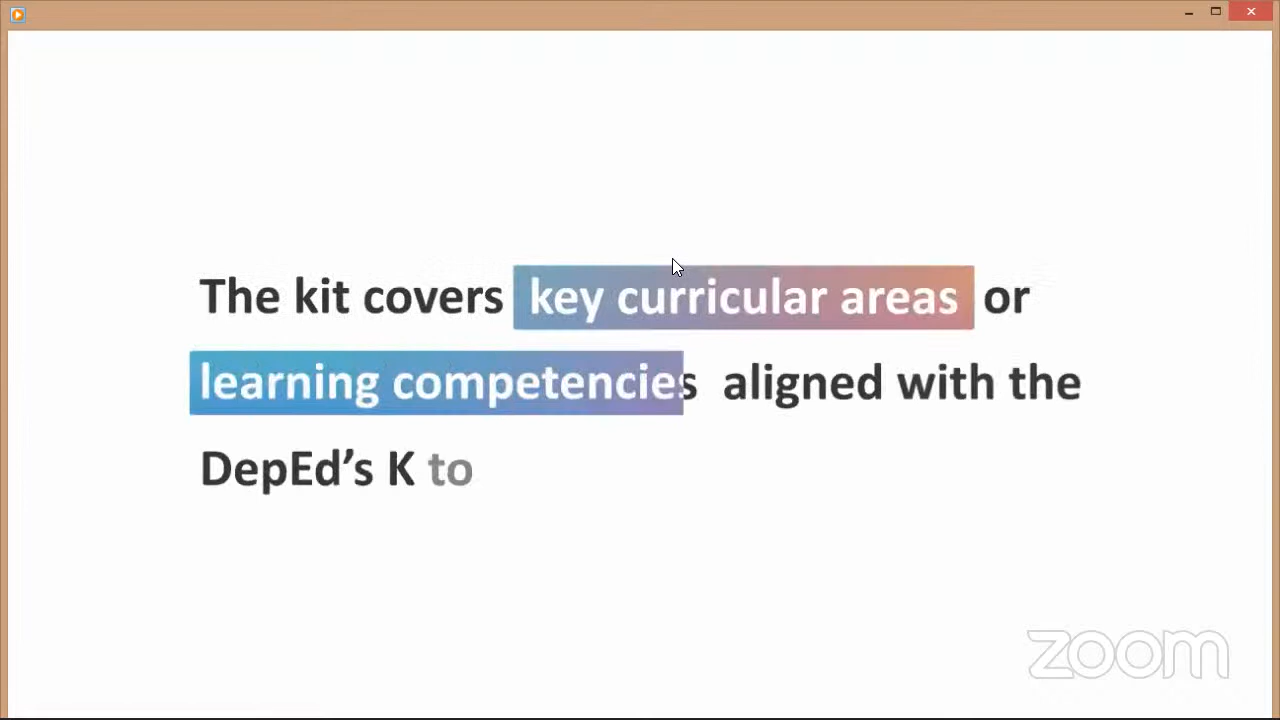 The kit covers key curricular areas or
learning competencies aligned with the
DepEd’s K to
zoom